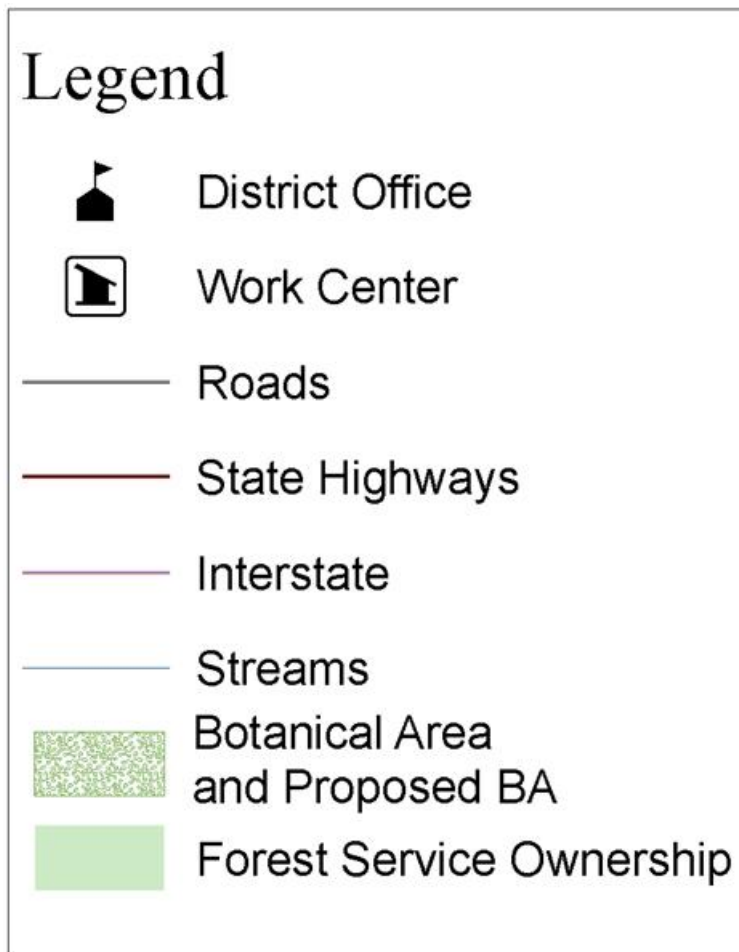 Legend
District Office
Work Center
Roads
State Highways
Interstate
Streams
Botanical Area
and Proposed BA
Forest Service Ownership